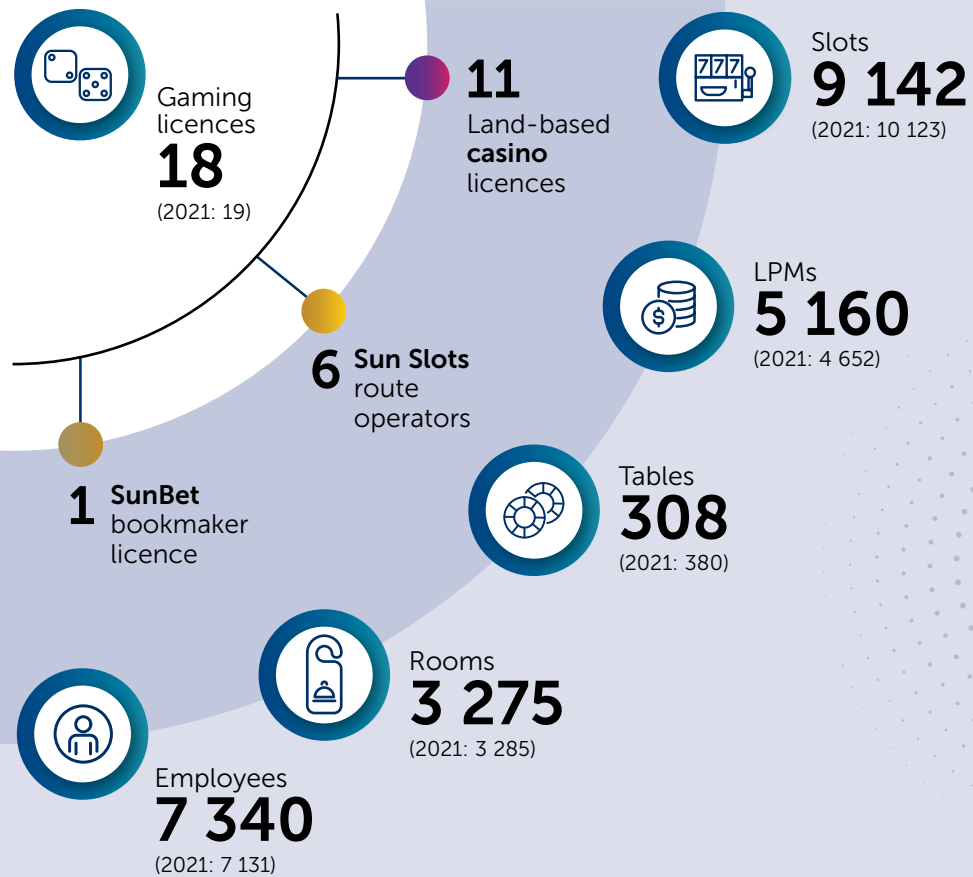 Gaming
licences
18
(2021: 19)
11
Land-based
casino
licences
6 Sun Slots
route
operators
1 SunBet
bookmaker
licence
777
Slots
9 142
(2021: 10 123)
$
LPMs
5 160
(2021: 4 652)
Tables
308
(2021: 380)
Rooms
3 275
(2021: 3 285)
Employees
7 340
(2021: 7 131)